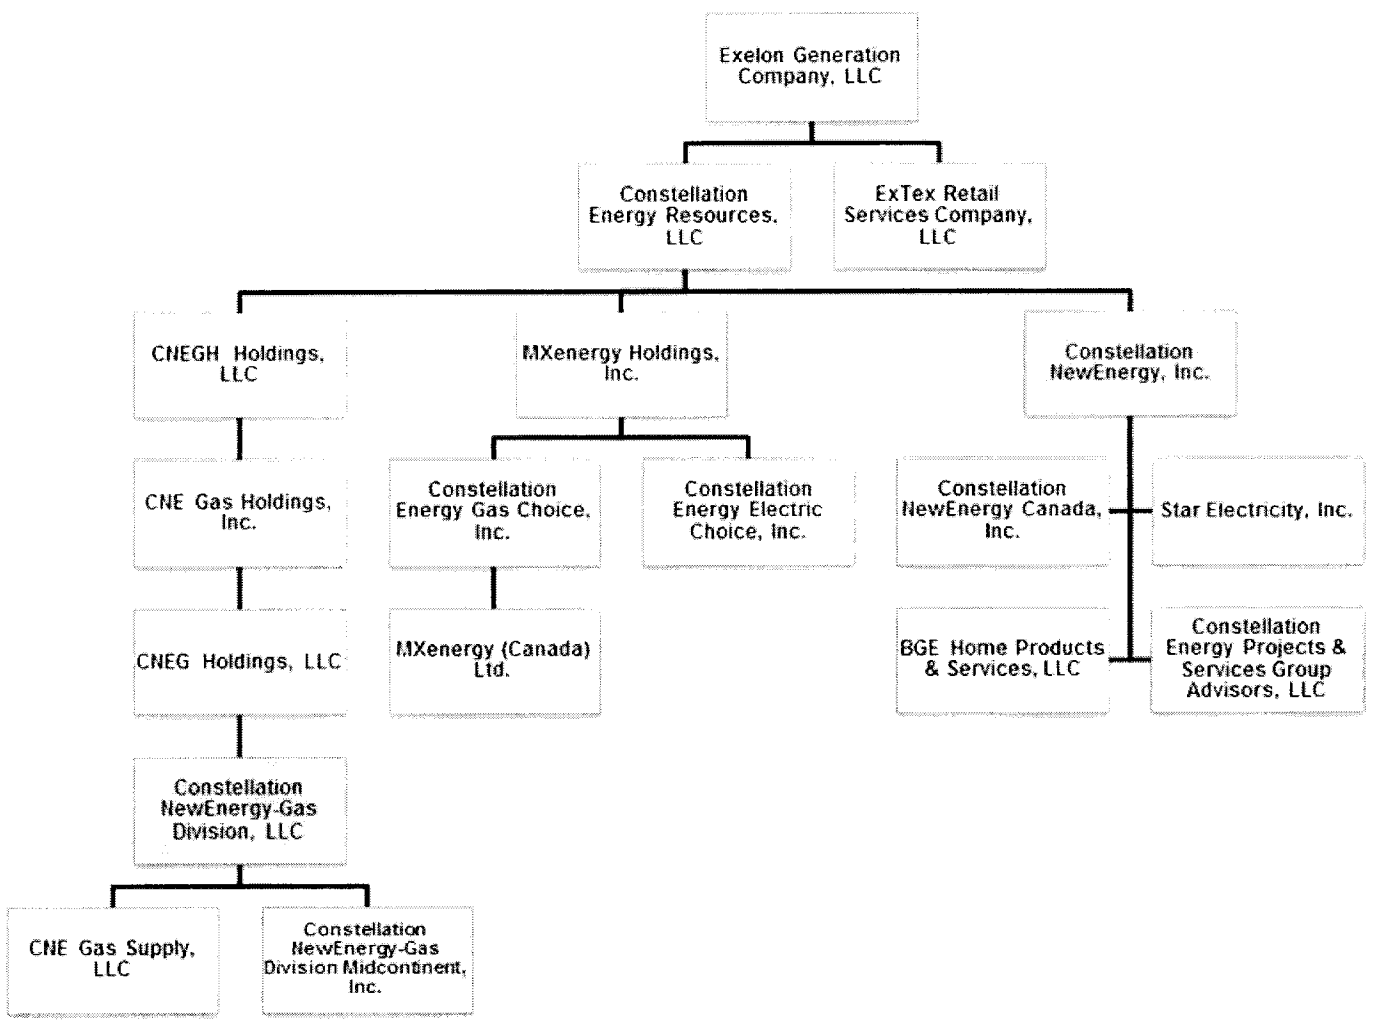 Exelon Generation
Company, LLC
Constellation
Energy Resources,
LLC
ExTex Retail
Services Company,
LLC
CNEGH Holdings,
LLC
MXenergy Holdings,
Inc.
Constellation
NewEnergy, Inc.
CNE Gas Holdings,
Inc.
Constellation
Energy Gas Choice,
Inc.
Constellation
Energy Electric
Choice, Inc.
Constellation
NewEnergy Canada,
Inc.
Star Electricity, Inc.
CNEG Holdings, LLC
MXenergy (Canada)
Ltd.
BGE Home Products
& Services, LLC
Constellation
Energy Projects &
Services Group
Advisors, LLC
Constellation
NewEnergy-Gas
Division, LLC
CNE Gas Supply,
LLC
Constellation
NewEnergy-Gas
Division Midcontinent,
Inc.